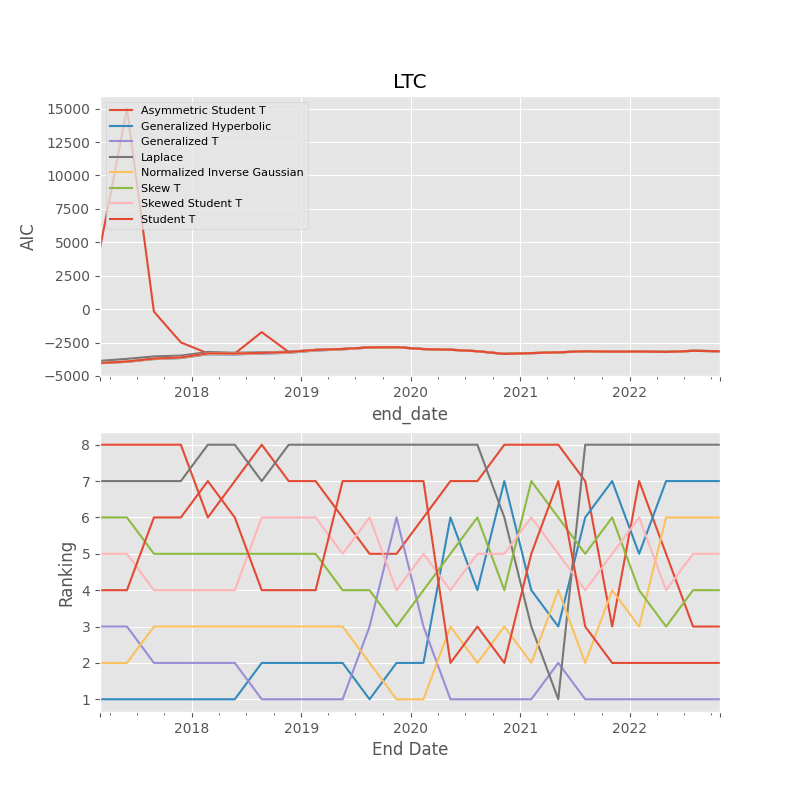 LTC
15000
12500
10000
7500
5000
2500
0
−2500
−5000
AIC
Asymmetric Student T
Generalized Hyperbolic
Generalized T
Laplace
Normalized Inverse Gaussian
Skew T
Skewed Student T
Student T
2018 2019 2020 2021 2022
end_date
8
7
6
5
4
3
2
1
Ranking
2018 2019 2020 2021 2022
End Date